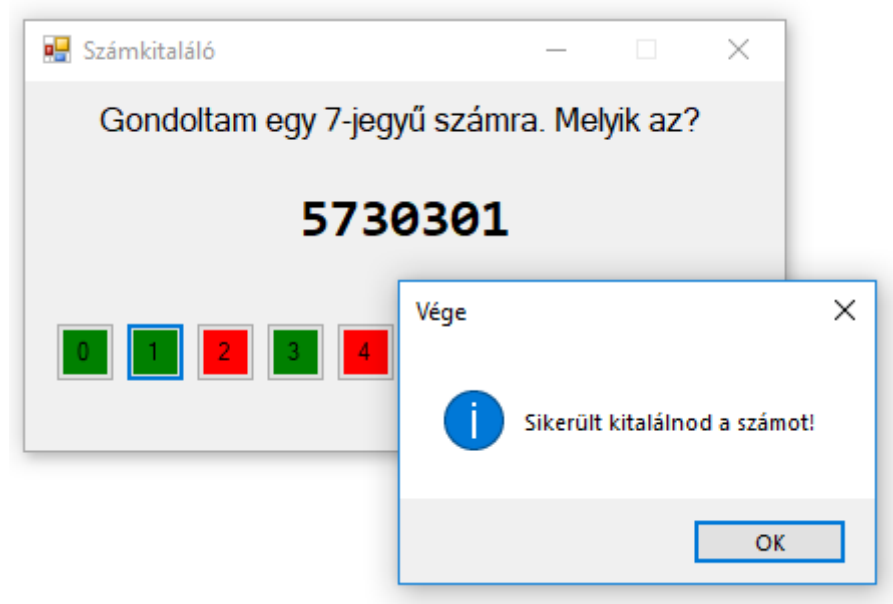 Számkitaláló
Gondoltam egy 7-jegyű számra. Melyik az?
5730301
0 1 2 3 4
Vége
Sikerült kitalálnod a számot!
OK